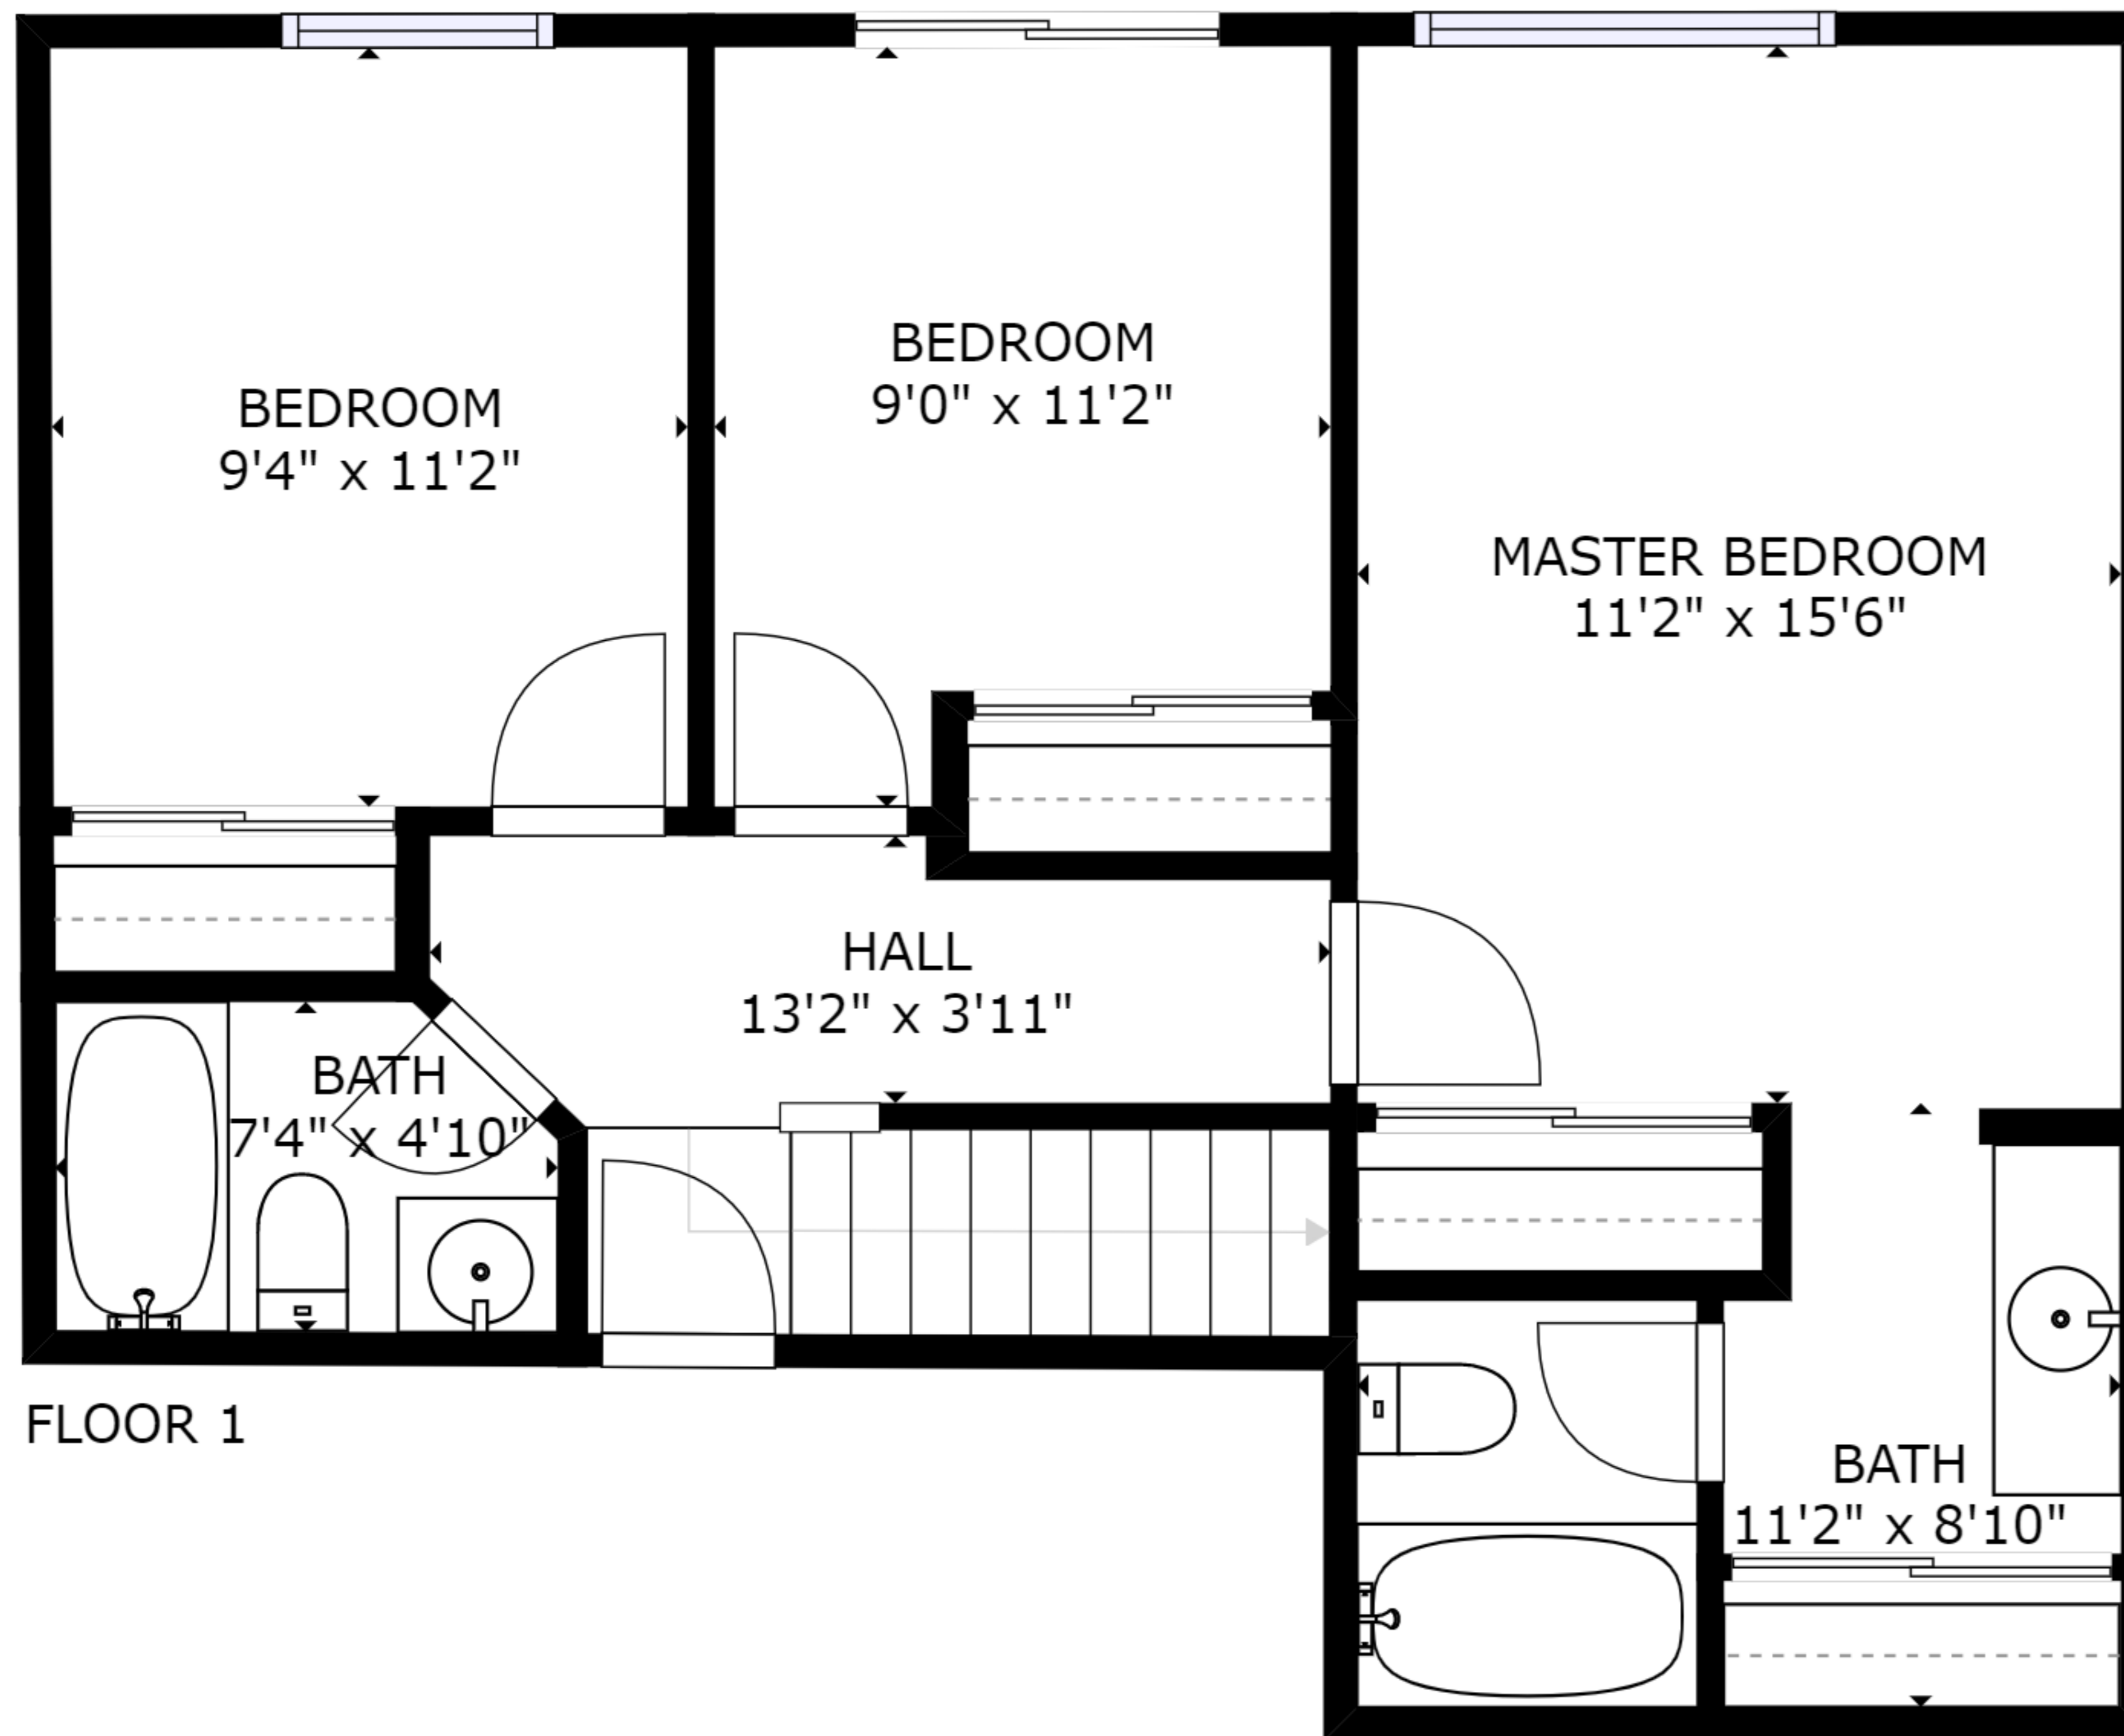 BEDROOM
9'4" x 11'2"
BEDROOM
9'0" x 11'2"
MASTER BEDROOM
11'2" x 15'6"
HALL
13'2" x 3'11"
BATH
7'4" x 4'10"
FLOOR 1
BATH
11'2" x 8'10"